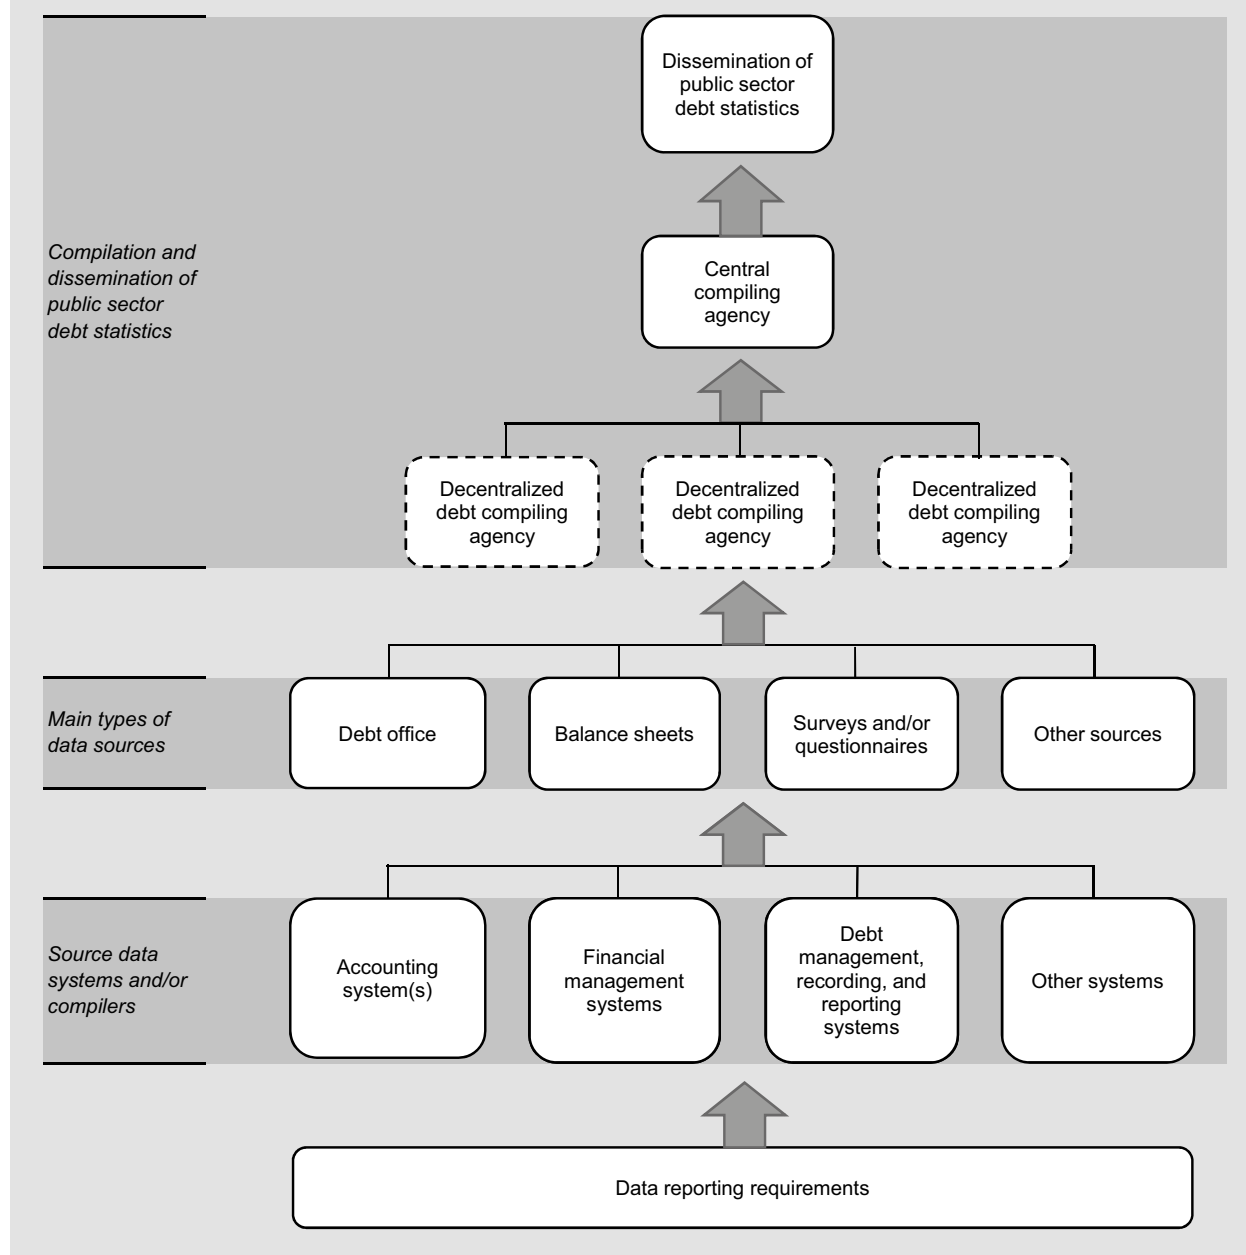 Dissemination of
public sector
debt statistics
Compilation and
dissemination of
public sector
debt statistics
Central
compiling
agency
Decentralized
debt compiling
agency
Decentralized
debt compiling
agency
Decentralized
debt compiling
agency
Main types of
data sources
Debt office
Balance sheets
Surveys and/or
questionnaires
Other sources
Source data
systems and/or
compilers
Accounting
system(s)
Financial
management
systems
Debt
management,
recording, and
reporting
systems
Other systems
Data reporting requirements